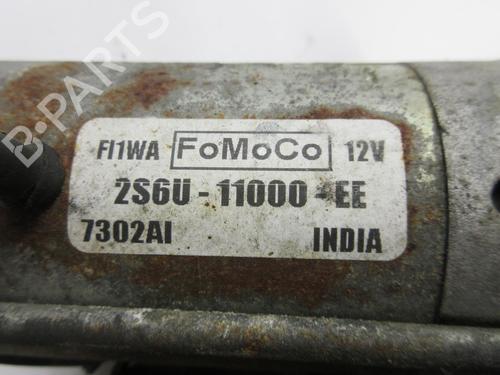 B-PARTS
FI1WA FoMoCo 12V
2S6U-11000-EE
7302AI INDIA